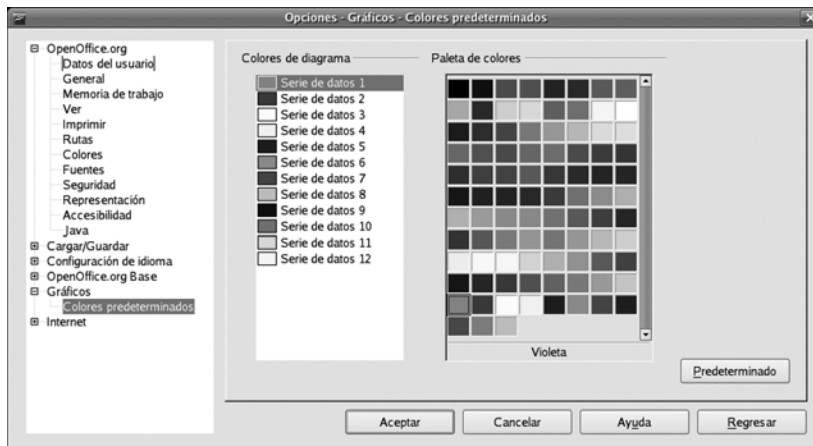 Opciones - Gráficos - Colores predeterminados
OpenOffice.org
Datos del usuario
General
Memoria de trabajo
Ver
Imprimir
Rutas
Colores
Fuentes
Seguridad
Representación
Accesibilidad
Java
Cargar/Guardar
Configuración de idioma
OpenOffice.org Base
Gráficos
Colores predeterminados
Internet
Colores de diagrama
Serie de datos 1
Serie de datos 2
Serie de datos 3
Serie de datos 4
Serie de datos 5
Serie de datos 6
Serie de datos 7
Serie de datos 8
Serie de datos 9
Serie de datos 10
Serie de datos 11
Serie de datos 12
Paleta de colores
Violeta
Predeterminado
Aceptar
Cancelar
Ayuda
Regresar